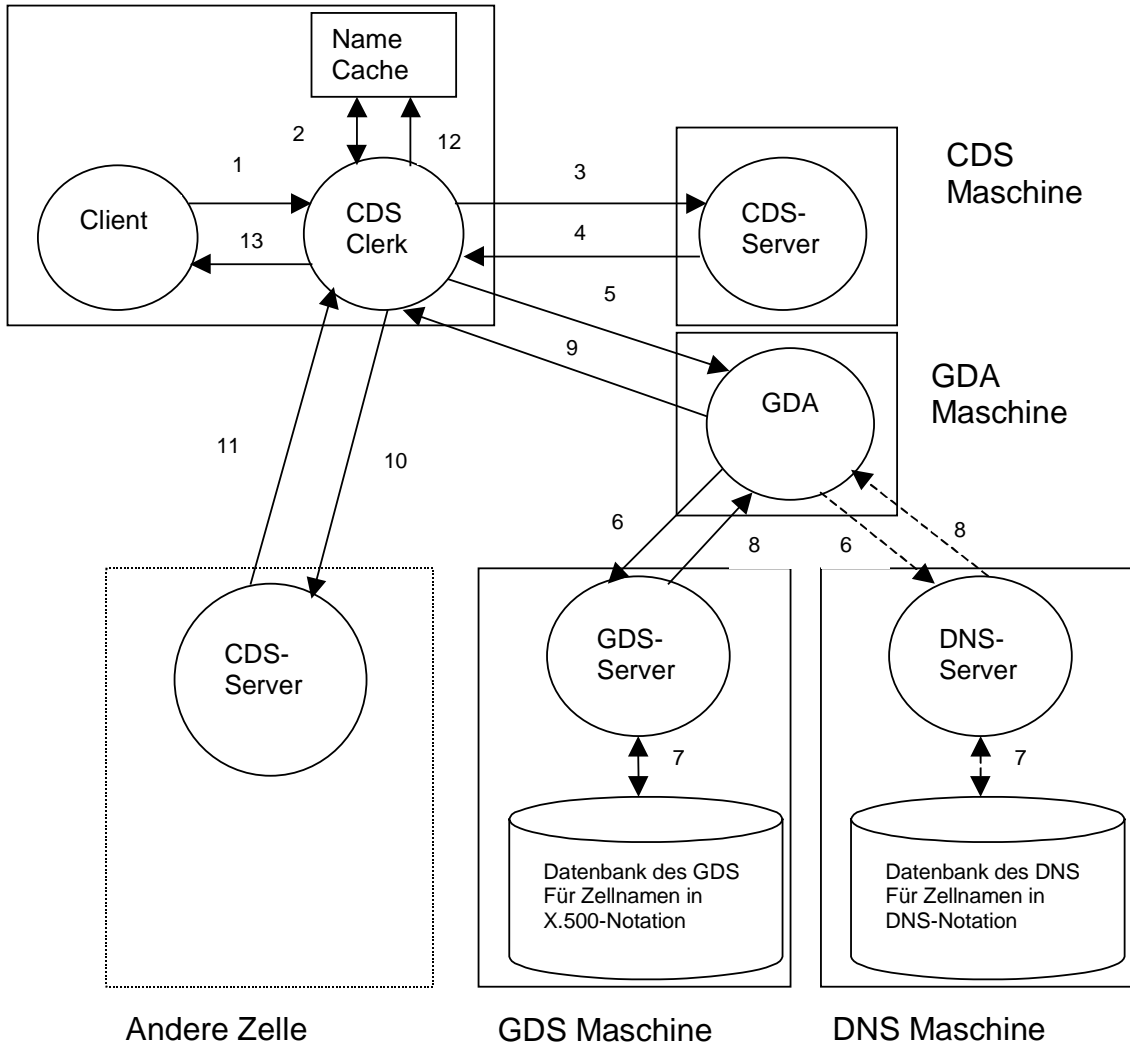 Name
Cache
2
12
1
3
CDS
Maschine
Client
CDS
Clerk
CDS-
Server
13
4
5
9
GDA
GDA
Maschine
11
10
6
8
6
8
CDS-
Server
GDS-
Server
DNS-
Server
7
7
Datenbank des GDS
Für Zellnamen in
X.500-Notation
Datenbank des DNS
Für Zellnamen in
DNS-Notation
Andere Zelle
GDS Maschine
DNS Maschine